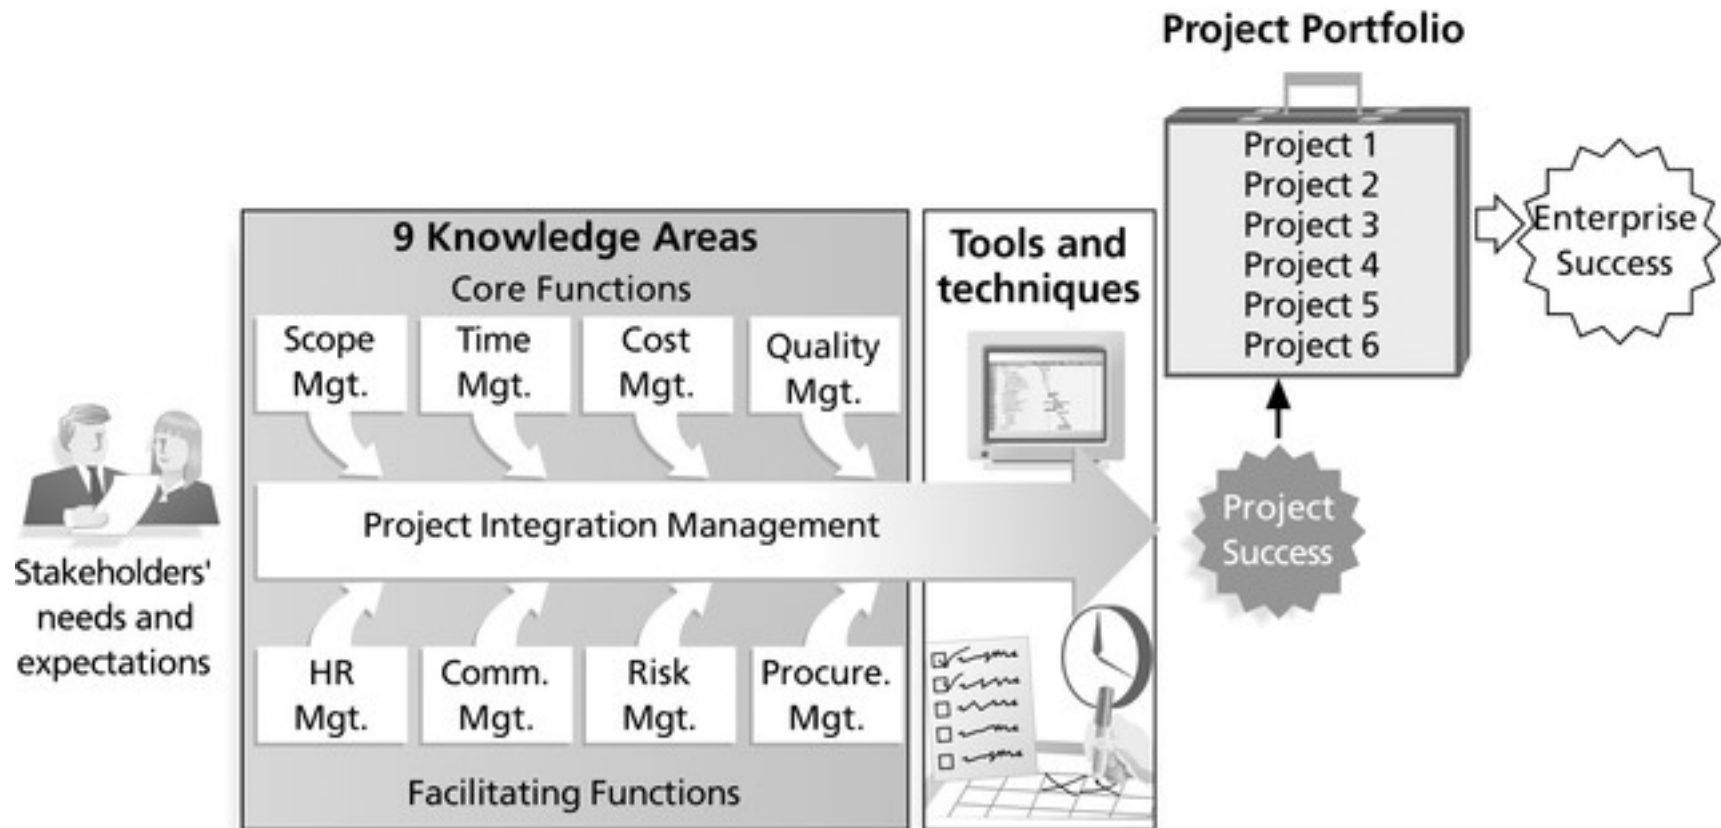 Project Portfolio
Project 1
Project 2
Project 3
Project 4
Project 5
Project 6
Enterprise
Success
9 Knowledge Areas
Core Functions
Scope
Mgt.
Time
Mgt.
Cost
Mgt.
Quality
Mgt.
Tools and
techniques
Stakeholders'
needs and
expectations
Project Integration Management
Project
Success
HR
Mgt.
Comm.
Mgt.
Risk
Mgt.
Procure.
Mgt.
Facilitating Functions